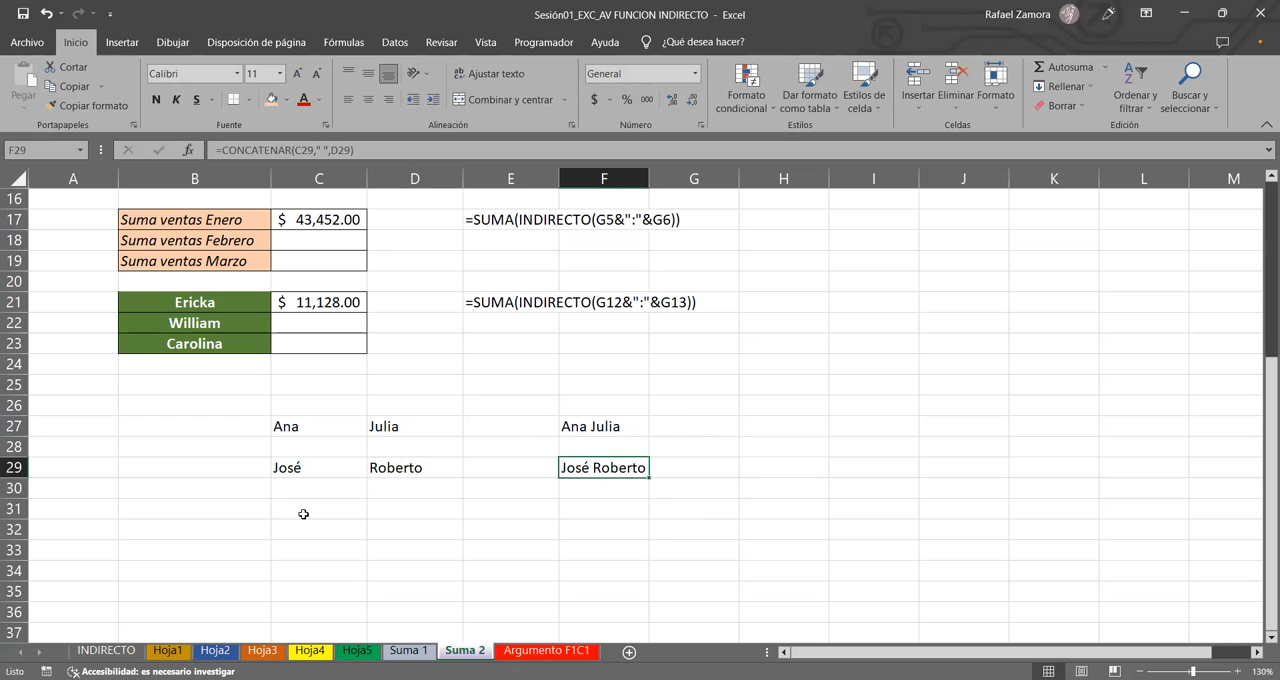 Sesión01_EXC_AV FUNCION INDIRECTO - Excel
Rafael Zamora
Archivo Inicio Insertar Dibujar Disposición de página Fórmulas Datos Revisar Vista Programador Ayuda ¿Qué desea hacer?
Pegar
Cortar
Copiar
Copiar formato
Portapapeles
Calibri 11
N K S
Fuente
Ajustar texto
Combinar y centrar
Alineación
General
$ % 000
Número
Formato condicional
Dar formato como tabla
Estilos de celda
Estilos
Insertar Eliminar Formato
Celdas
Autosuma
Rellenar
Borrar
Ordenar y filtrar
Buscar y seleccionar
Edición
F29 fx =CONCATENAR(C29," ",D29)
A B C D E F G H I J K L M
16
17 Suma ventas Enero $ 43,452.00 =SUMA(INDIRECTO(G5&":"&G6))
18 Suma ventas Febrero
19 Suma ventas Marzo
20
21 Ericka $ 11,128.00 =SUMA(INDIRECTO(G12&":"&G13))
22 William
23 Carolina
24
25
26
27 Ana Julia Ana Julia
28
29 José Roberto José Roberto
30
31
32
33
34
35
36
37
INDIRECTO Hoja1 Hoja2 Hoja3 Hoja4 Hoja5 Suma 1 Suma 2 Argumento F1C1
Listo Accesibilidad: es necesario investigar 130%